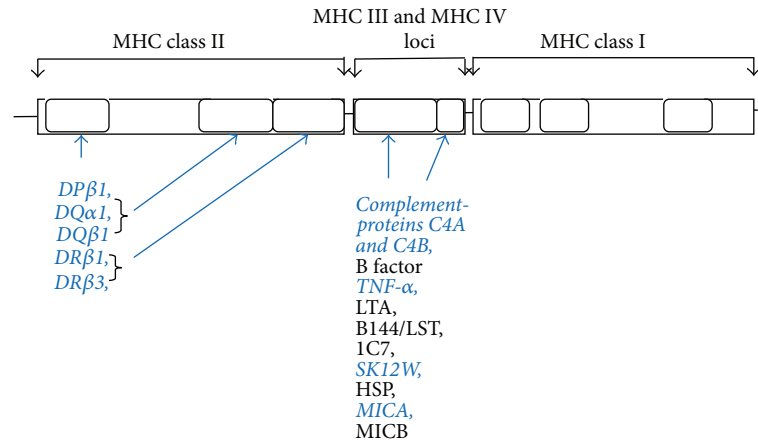 MHC class II
MHC III and MHC IV
loci
MHC class I
DPβ1,
DQα1,
DQβ1
DRβ1,
DRβ3,
Complement-
proteins C4A
and C4B,
B factor
TNF-α,
LTA,
B144/LST,
1C7,
SK12W,
HSP,
MICA,
MICB